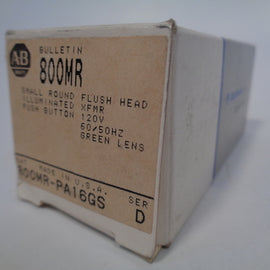 AB
BULLETIN
800MR
SMALL ROUND FLUSH HEAD
ILLUMINATED XFMR
PUSH BUTTON 120V
60/50HZ
GREEN LENS
CAT
MADE IN U.S.A.
800MR-PA16GS
SER
D